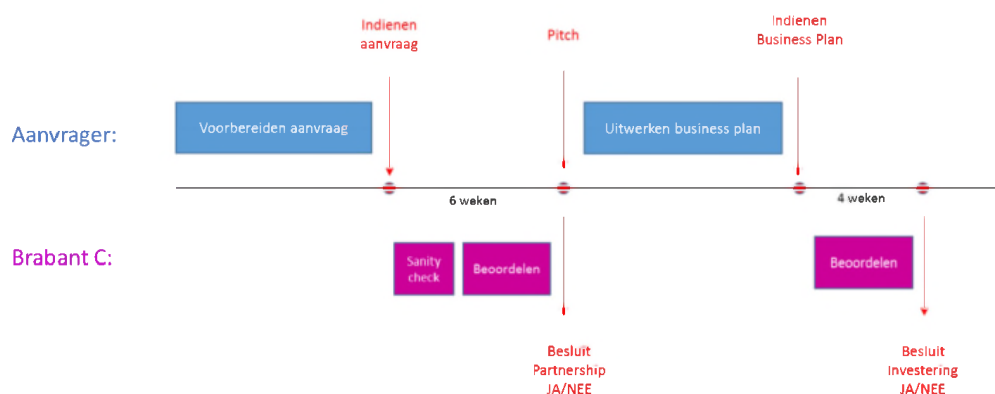 Indienen
aanvraag
Pitch
Indienen
Business Plan
Aanvrager:
Voorbereiden aanvraag
Uitwerken business plan
6 weken
4 weken
Brabant C:
Sanity
check
Beoordelen
Beoordelen
Besluit
Partnership
JA/NEE
Besluit
Investering
JA/NEE